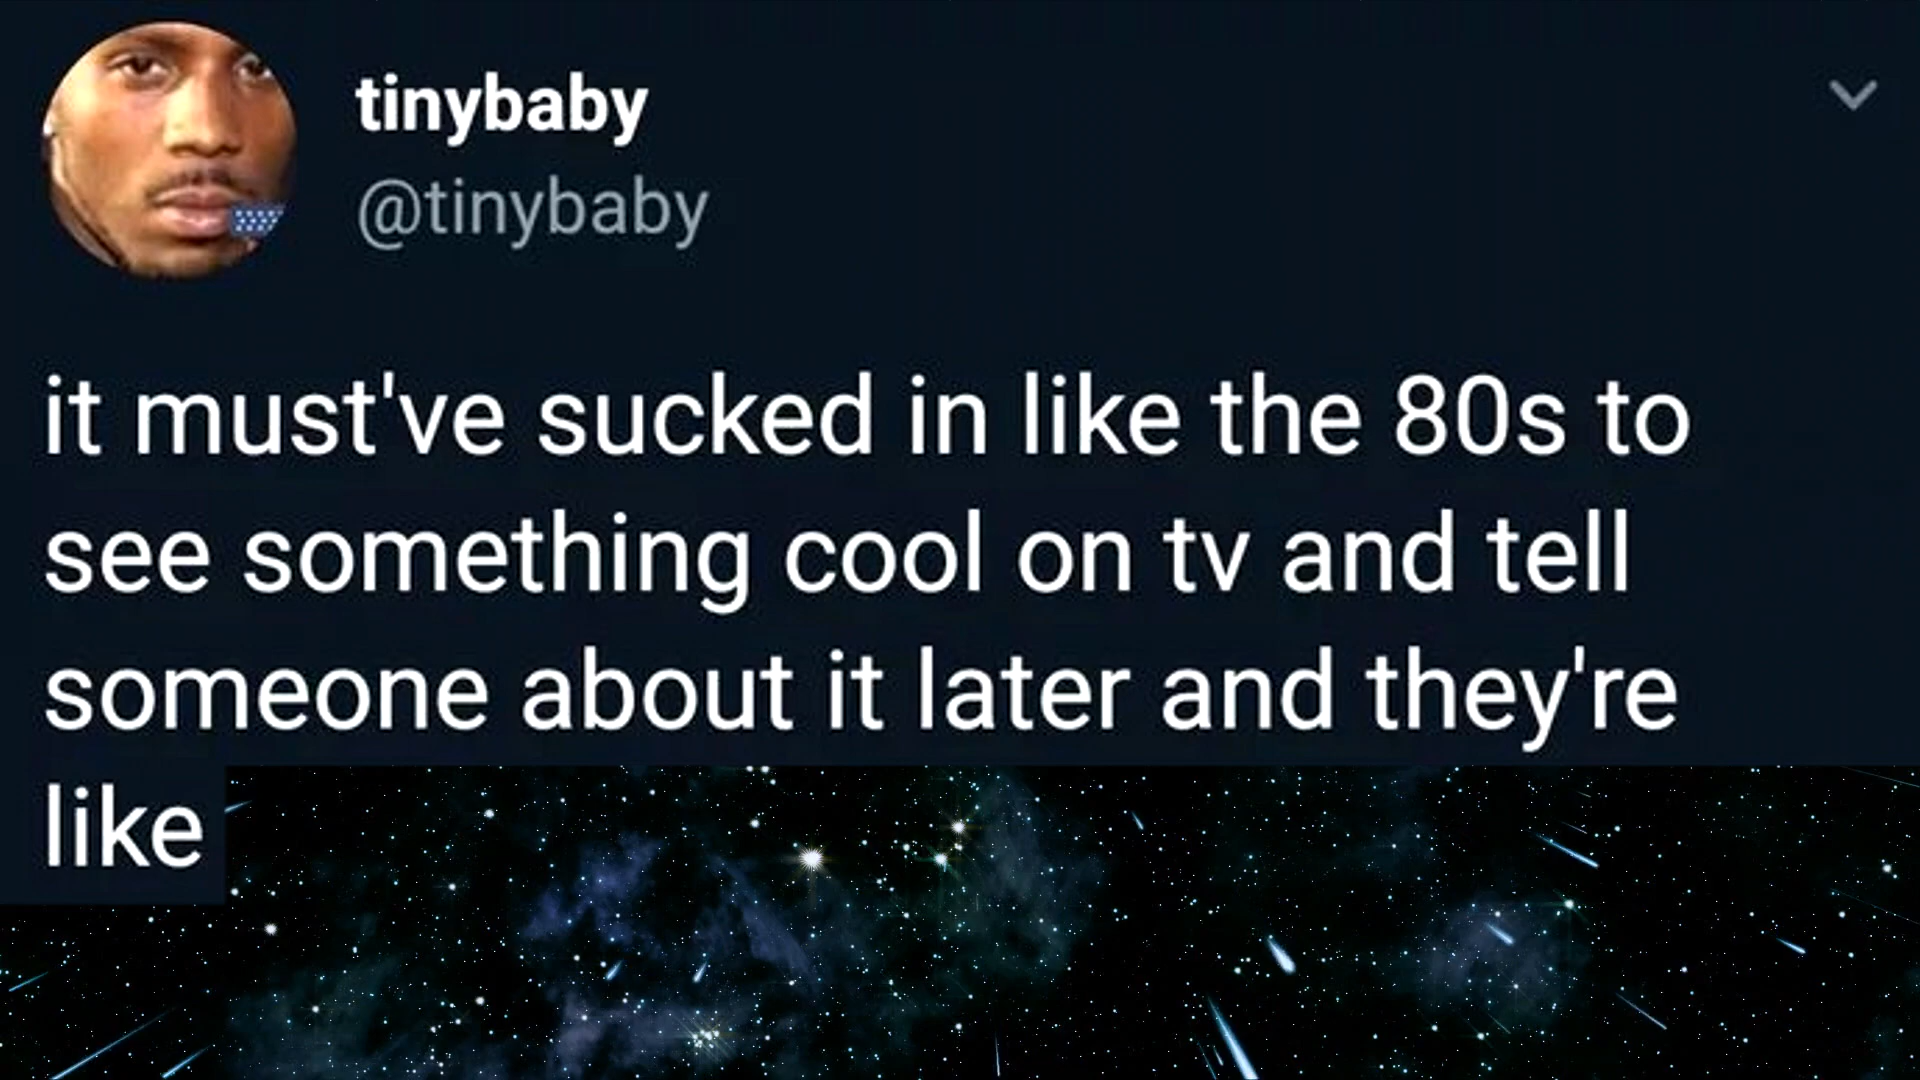 tinybaby
@tinybaby
it must've sucked in like the 80s to
see something cool on tv and tell
someone about it later and they're
like